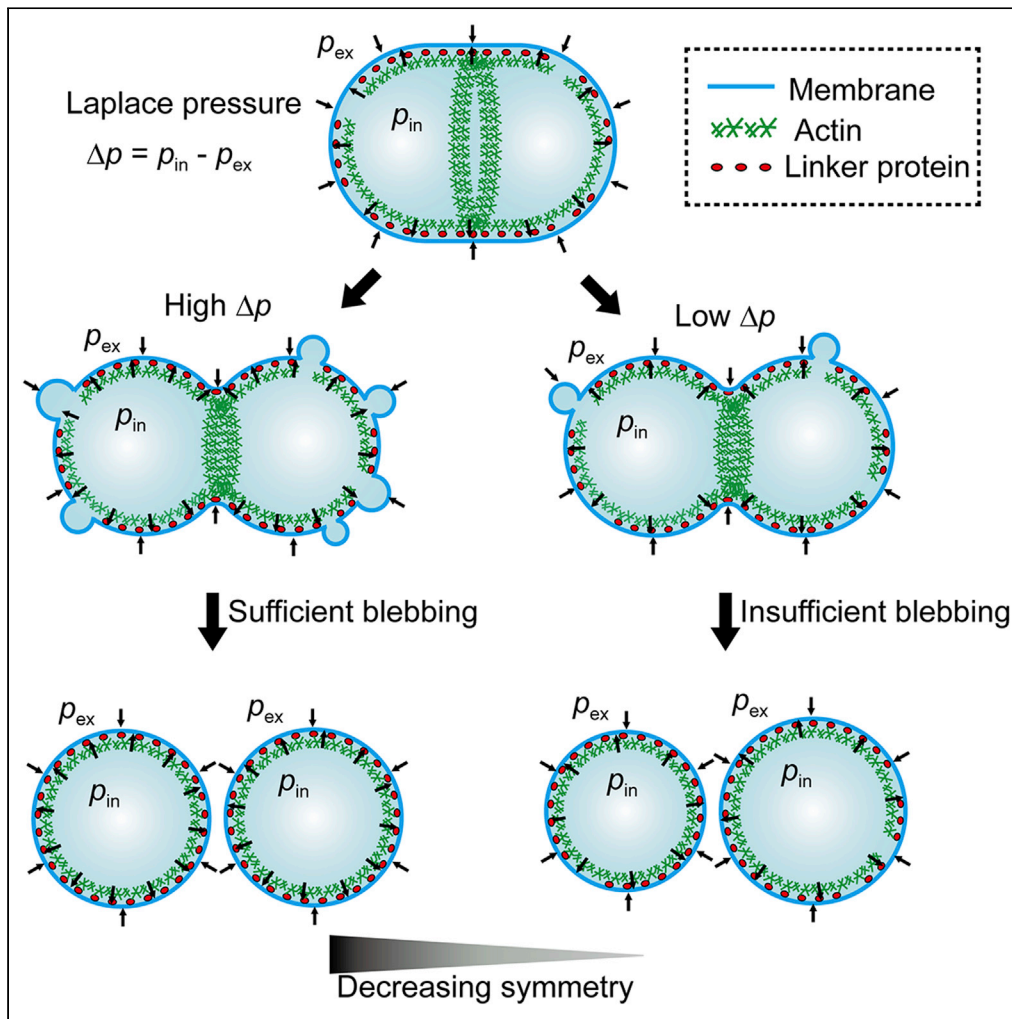 p_ex
Laplace pressure
Δp = p_in - p_ex
p_in
Membrane
Actin
Linker protein
High Δp
Low Δp
p_ex
p_ex
p_in
p_in
Sufficient blebbing
Insufficient blebbing
p_ex
p_ex
p_ex
p_ex
p_in
p_in
p_in
p_in
Decreasing symmetry